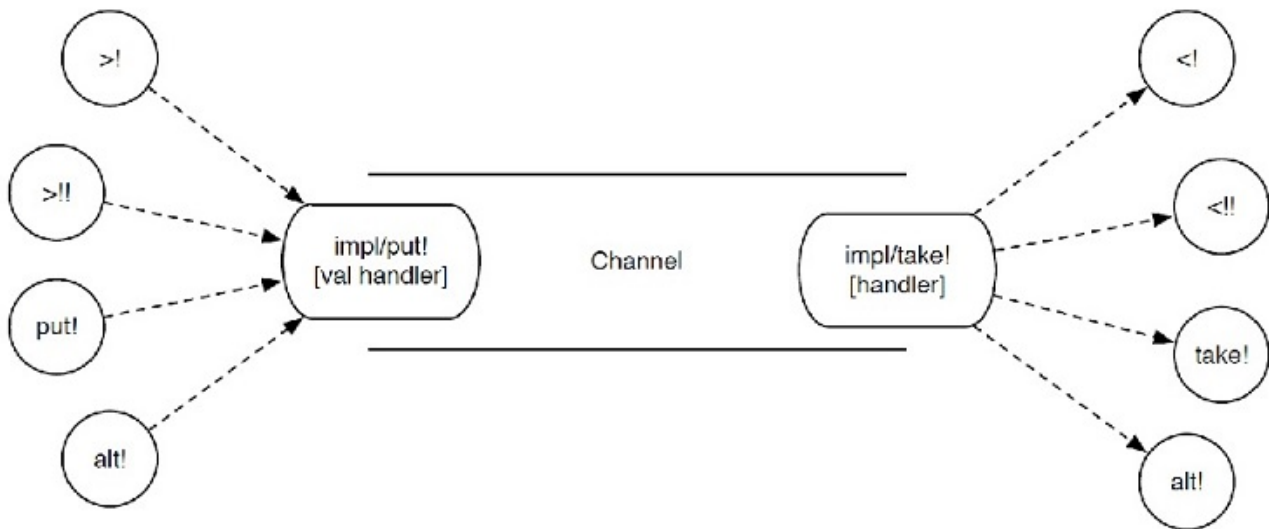 >!
>!!
put!
alt!
impl/put!
[val handler]
Channel
impl/take!
[handler]
<!
<!!
take!
alt!